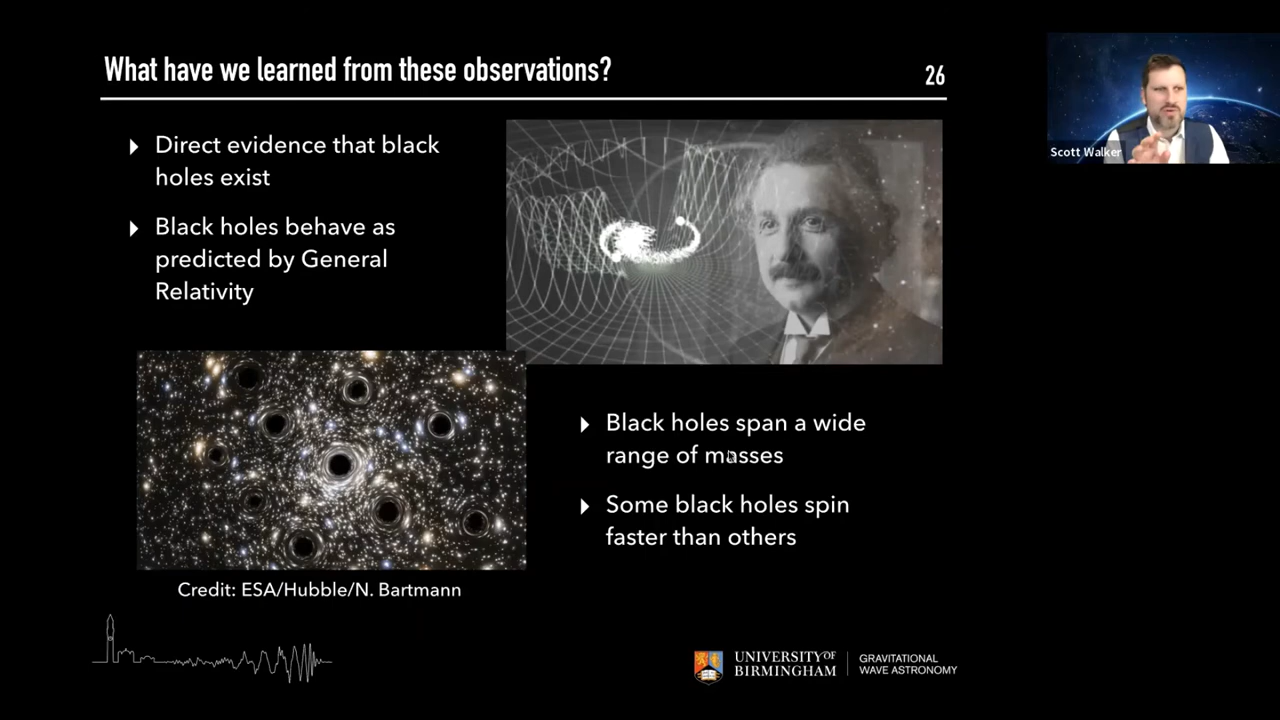 What have we learned from these observations?
26
Scott Walker
Direct evidence that black
holes exist
Black holes behave as
predicted by General
Relativity
Black holes span a wide
range of masses
Some black holes spin
faster than others
Credit: ESA/Hubble/N. Bartmann
UNIVERSITY OF
BIRMINGHAM
GRAVITATIONAL
WAVE ASTRONOMY